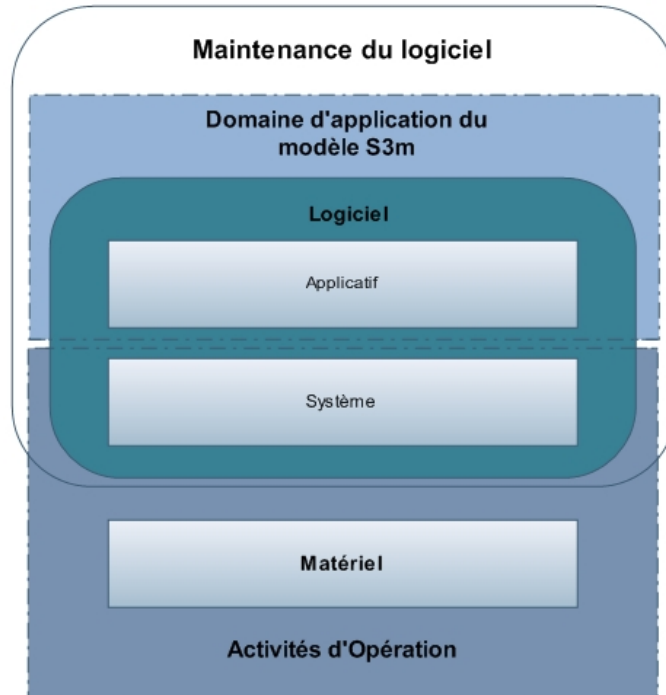 Maintenance du logiciel
Domaine d'application du
modèle S3m
Logiciel
Applicatif
Système
Matériel
Activités d'Opération